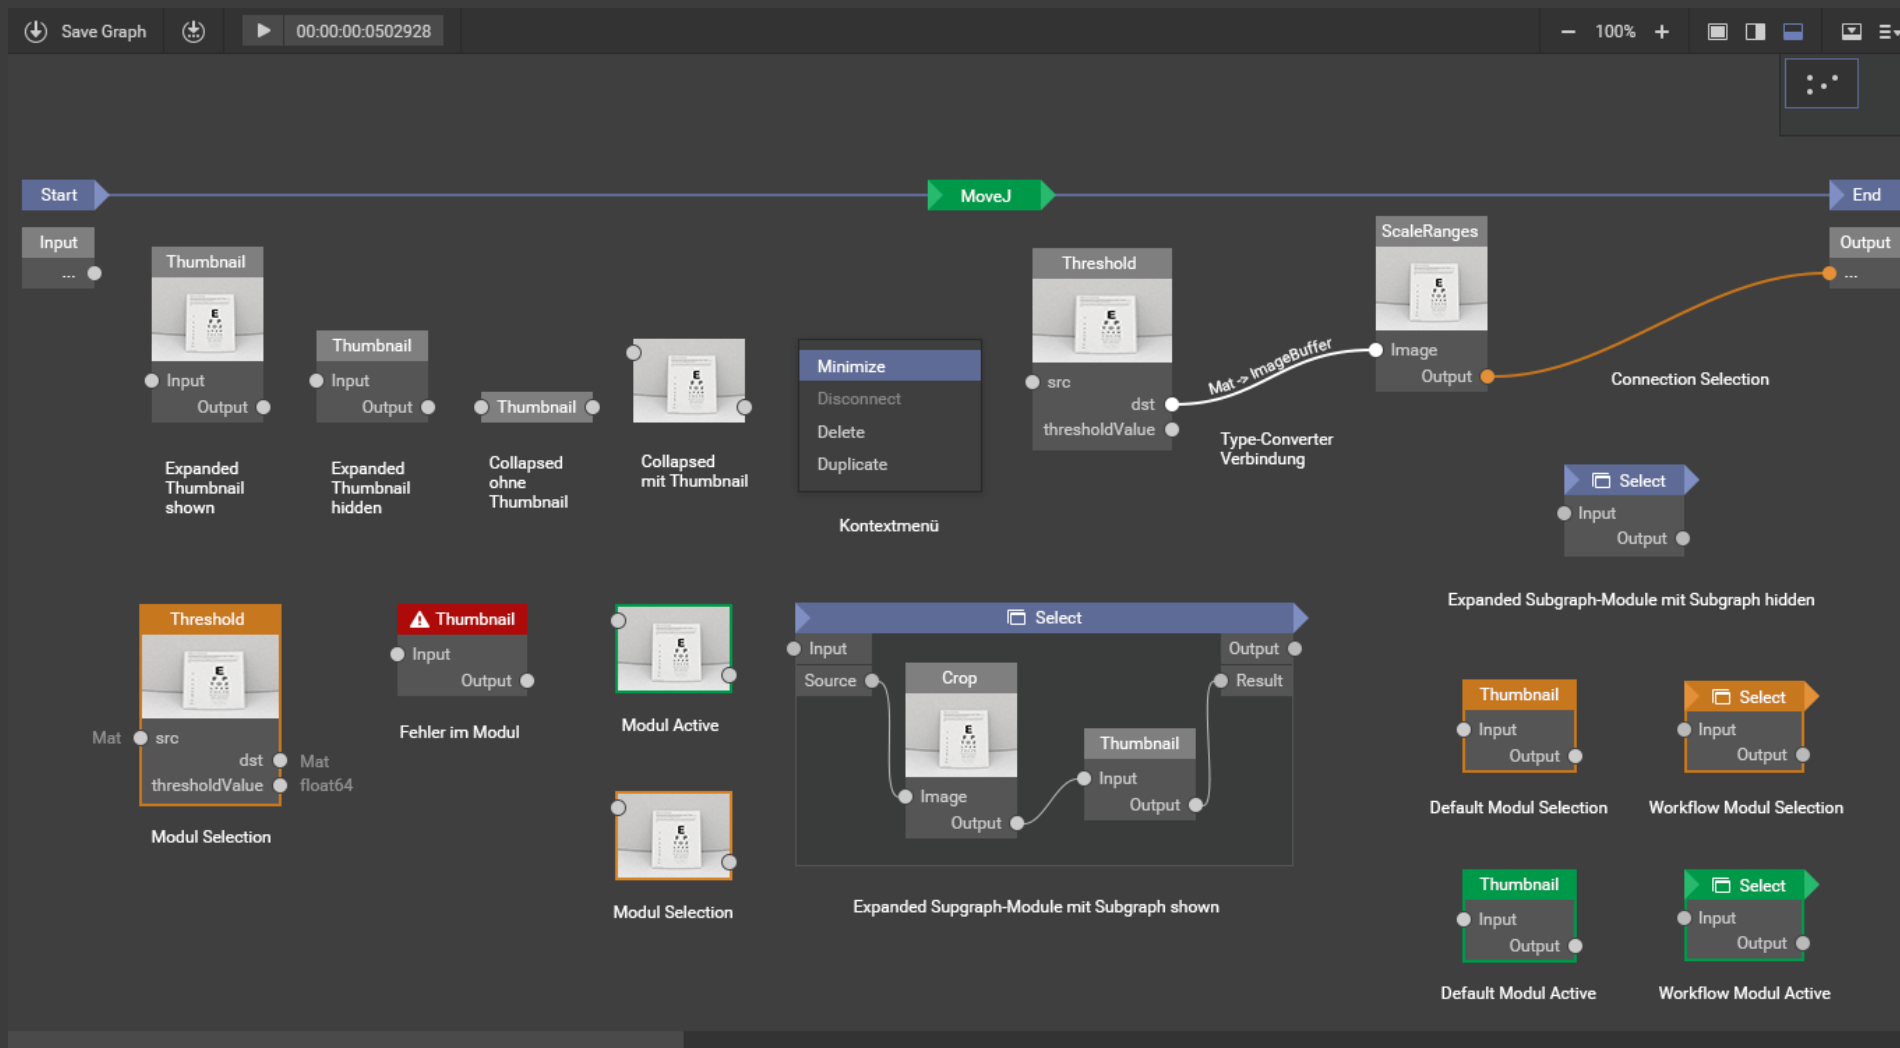 Save Graph
00:00:00:0502928
100%
Start
MoveJ
End
Input
...
Output
...
Thumbnail
Input
Output
Expanded
Thumbnail
shown
Thumbnail
Input
Output
Expanded
Thumbnail
hidden
Thumbnail
Collapsed
ohne
Thumbnail
Collapsed
mit Thumbnail
Minimize
Disconnect
Delete
Duplicate
Kontextmenü
Threshold
src
dst
thresholdValue
Mat -> ImageBuffer
Type-Converter
Verbindung
ScaleRanges
Image
Output
Connection Selection
Select
Input
Output
Expanded Subgraph-Module mit Subgraph hidden
Threshold
Mat
src
dst
Mat
thresholdValue
float64
Modul Selection
Thumbnail
Input
Output
Fehler im Modul
Modul Active
Modul Selection
Select
Input
Source
Output
Result
Crop
Image
Output
Thumbnail
Input
Output
Expanded Supgraph-Module mit Subgraph shown
Thumbnail
Input
Output
Default Modul Selection
Select
Input
Output
Workflow Modul Selection
Thumbnail
Input
Output
Default Modul Active
Select
Input
Output
Workflow Modul Active